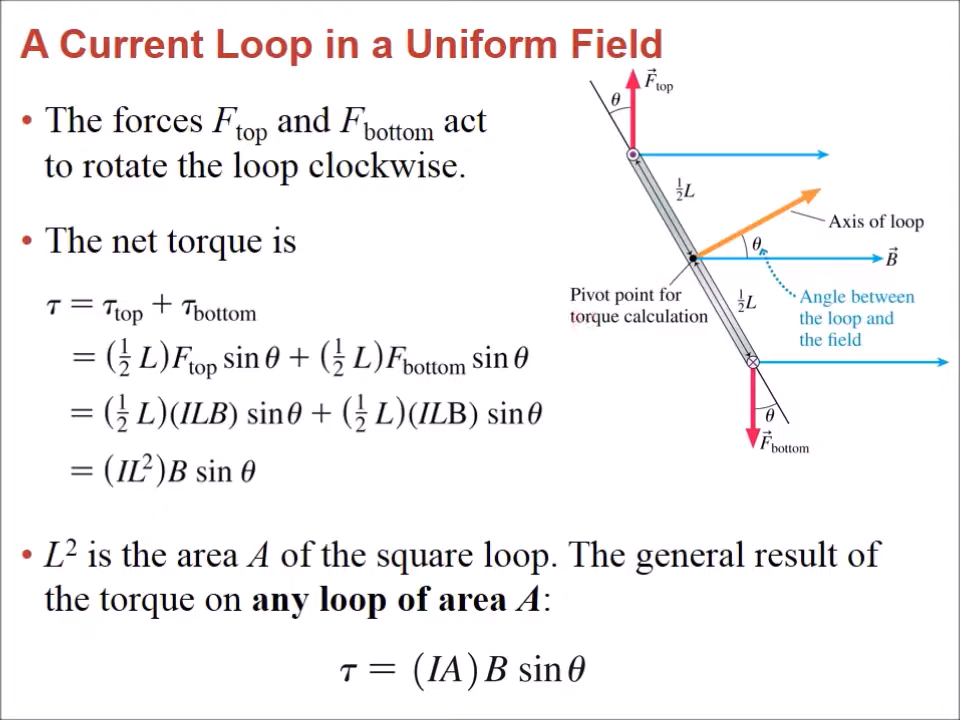 A Current Loop in a Uniform Field
• The forces F_top and F_bottom act
to rotate the loop clockwise.
• The net torque is
τ = τ_top + τ_bottom
= (½ L)F_top sin θ + (½ L)F_bottom sin θ
= (½ L)(ILB) sin θ + (½ L)(ILB) sin θ
= (IL²)B sin θ
• L² is the area A of the square loop. The general result of
the torque on any loop of area A:
τ = (IA)B sin θ
θ
F⃗_top
½L
Axis of loop
θ
B⃗
Pivot point for
torque calculation
½L
Angle between
the loop and
the field
θ
F⃗_bottom